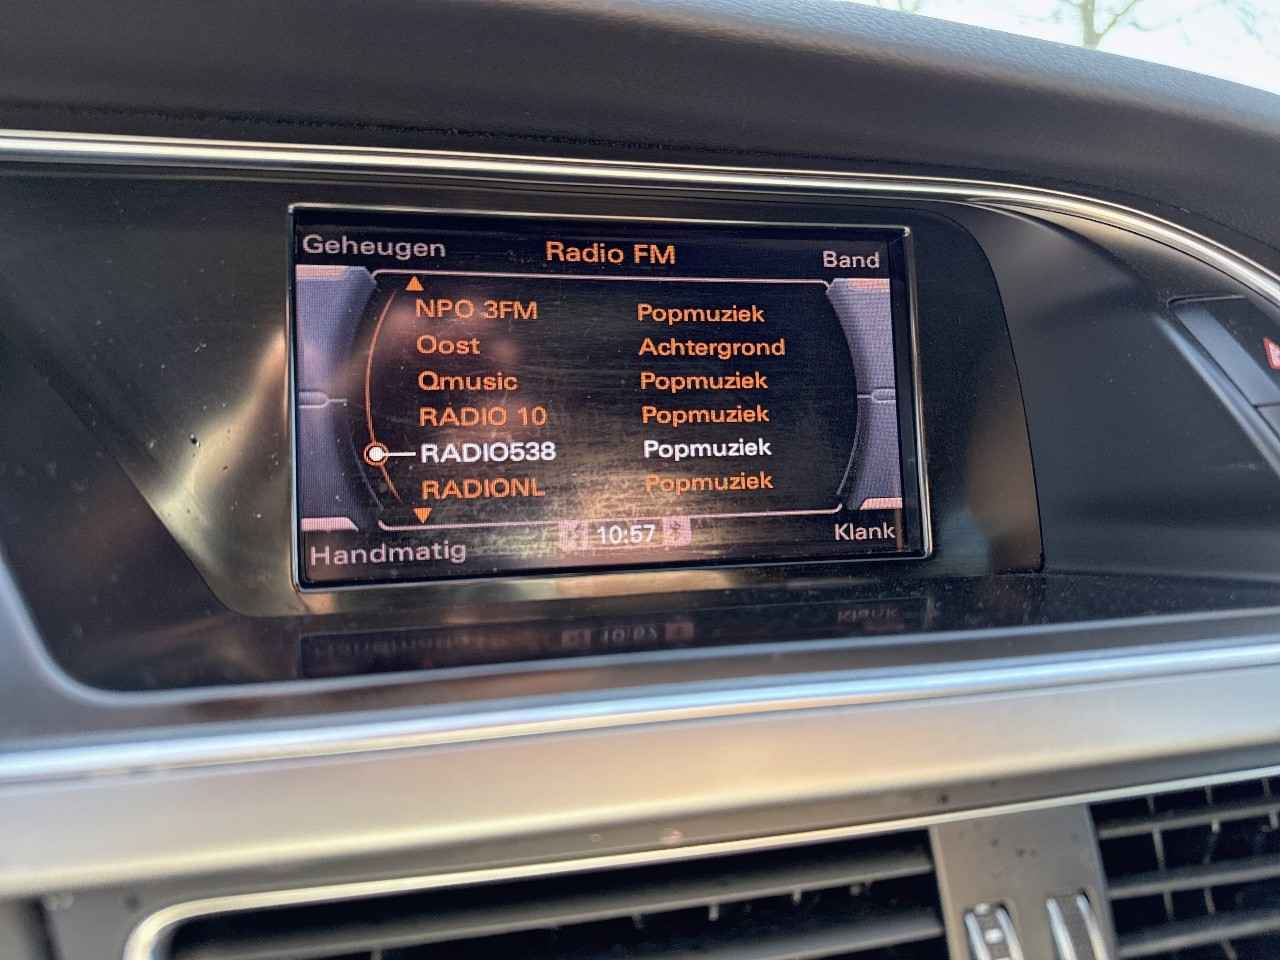 Geheugen Radio FM Band
NPO 3FM Popmuziek
Oost Achtergrond
Qmusic Popmuziek
RADIO 10 Popmuziek
RADIO538 Popmuziek
RADIONL Popmuziek
Handmatig 10:57 Klank